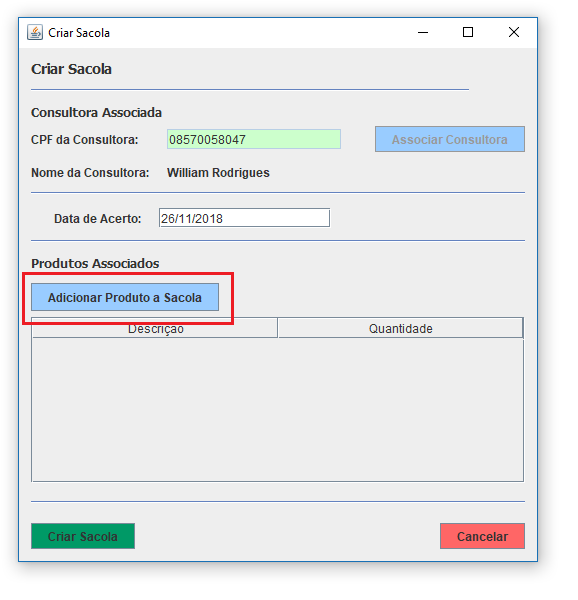 Criar Sacola
Criar Sacola
Consultora Associada
CPF da Consultora: 08570058047 Associar Consultora
Nome da Consultora: William Rodrigues
Data de Acerto: 26/11/2018
Produtos Associados
Adicionar Produto a Sacola
Descrição Quantidade
Criar Sacola Cancelar